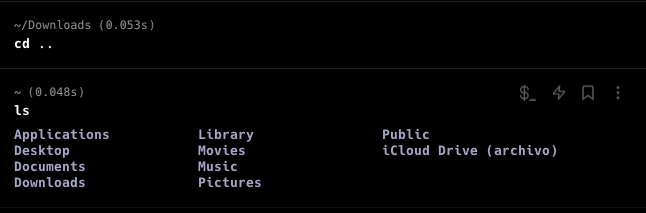 ~/Downloads (0.053s)
cd ..
~ (0.048s)
$_
ls
Applications Library Public
Desktop Movies iCloud Drive (archivo)
Documents Music
Downloads Pictures